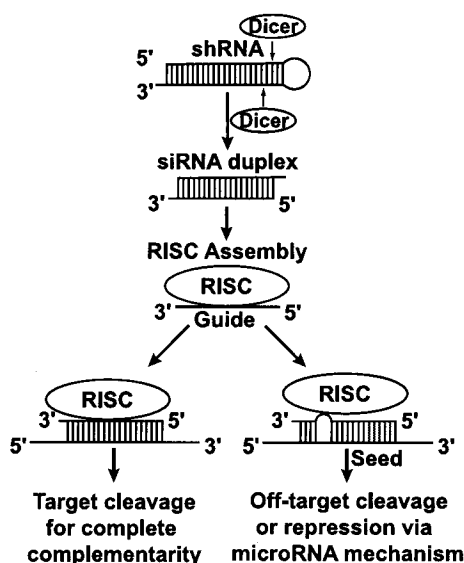 Dicer
shRNA
5'
3'
Dicer
siRNA duplex
3' 5'
RISC Assembly
RISC
3' 5'
Guide
RISC
3' 5'
5' 3'
Target cleavage
for complete
complementarity
RISC
3' 5'
5' 3'
Seed
Off-target cleavage
or repression via
microRNA mechanism